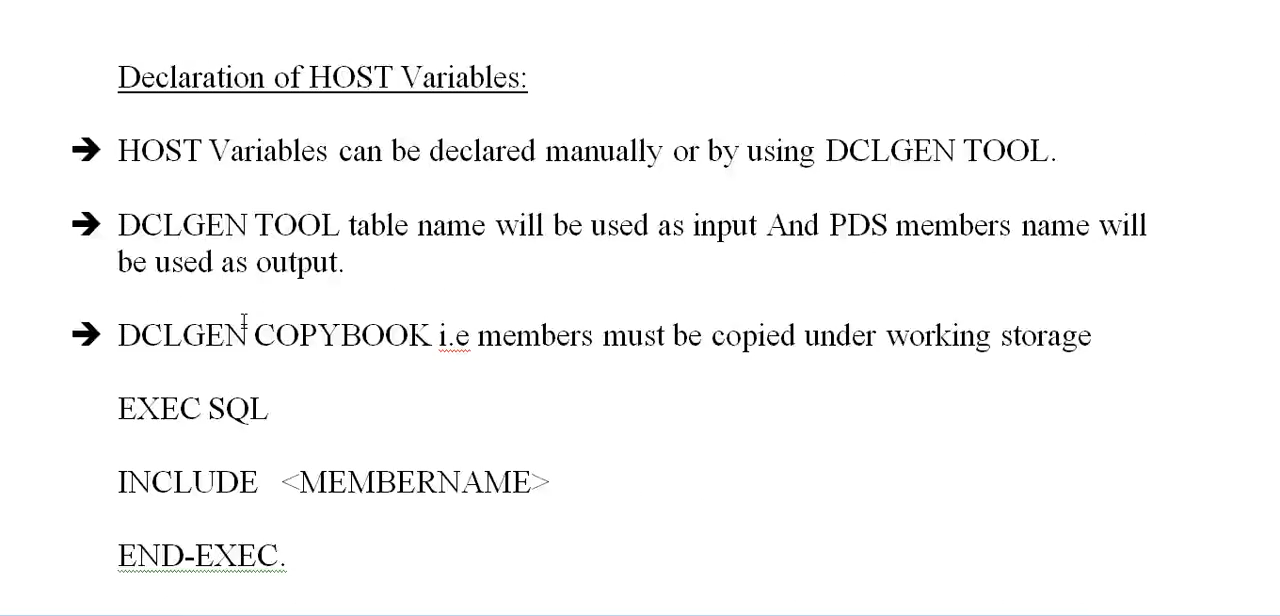 Declaration of HOST Variables:
➔ HOST Variables can be declared manually or by using DCLGEN TOOL.
➔ DCLGEN TOOL table name will be used as input And PDS members name will
be used as output.
➔ DCLGEN COPYBOOK i.e members must be copied under working storage
EXEC SQL
INCLUDE <MEMBERNAME>
END-EXEC.